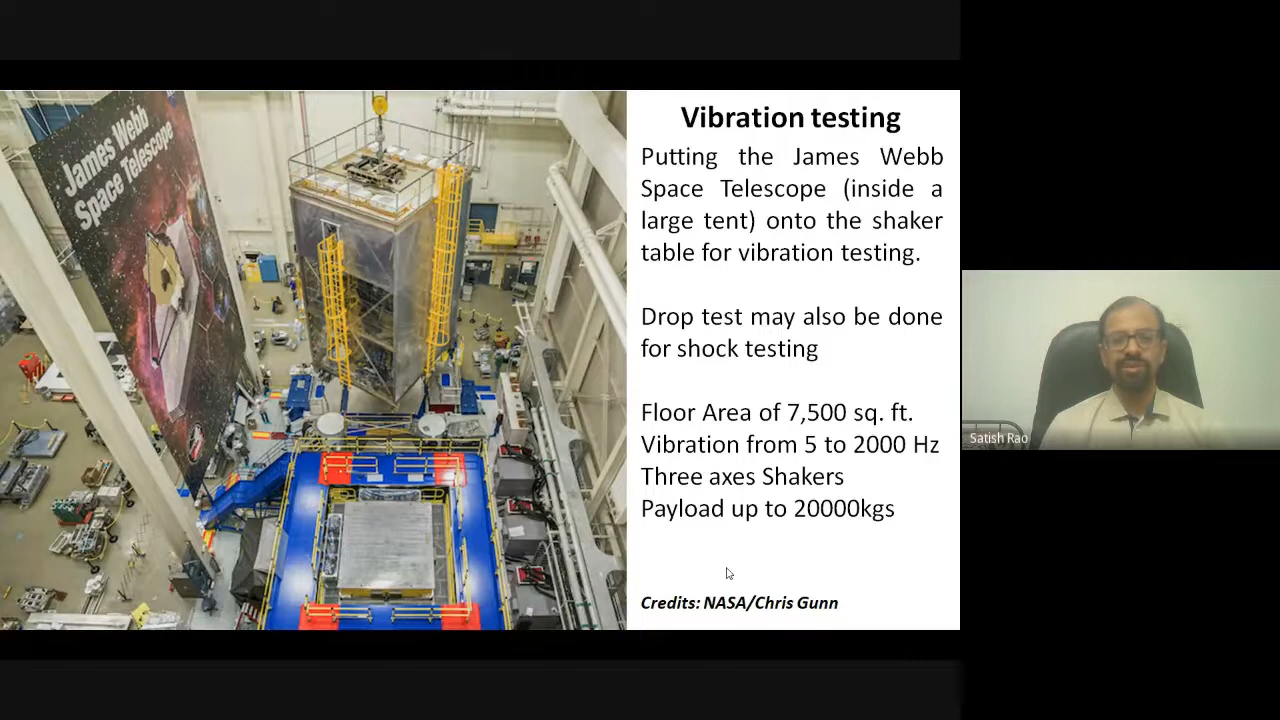 James Webb
Space Telescope
Vibration testing
Putting the James Webb
Space Telescope (inside a
large tent) onto the shaker
table for vibration testing.
Drop test may also be done
for shock testing
Floor Area of 7,500 sq. ft.
Vibration from 5 to 2000 Hz
Three axes Shakers
Payload up to 20000kgs
Credits: NASA/Chris Gunn
Satish Rao